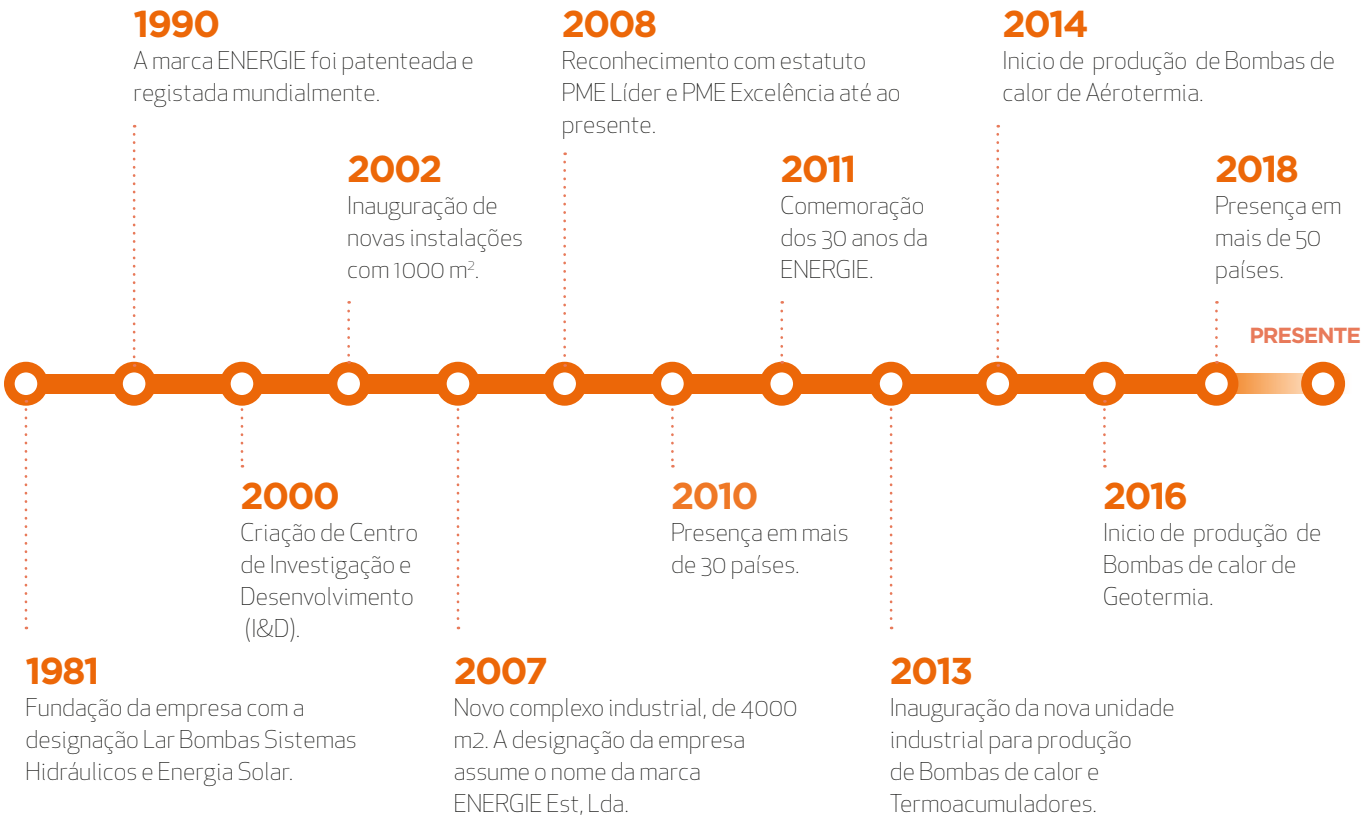 1990
A marca ENERGIE foi patenteada e
registada mundialmente.
2008
Reconhecimento com estatuto
PME Líder e PME Excelência até ao
presente.
2014
Inicio de produção de Bombas de
calor de Aérotermia.
2002
Inauguração de
novas instalações
com 1000 m².
2011
Comemoração
dos 30 anos da
ENERGIE.
2018
Presença em
mais de 50
países.
PRESENTE
2000
Criação de Centro
de Investigação e
Desenvolvimento
(I&D).
2010
Presença em mais
de 30 países.
2016
Inicio de produção de
Bombas de calor de
Geotermia.
1981
Fundação da empresa com a
designação Lar Bombas Sistemas
Hidráulicos e Energia Solar.
2007
Novo complexo industrial, de 4000
m2. A designação da empresa
assume o nome da marca
ENERGIE Est, Lda.
2013
Inauguração da nova unidade
industrial para produção
de Bombas de calor e
Termoacumuladores.